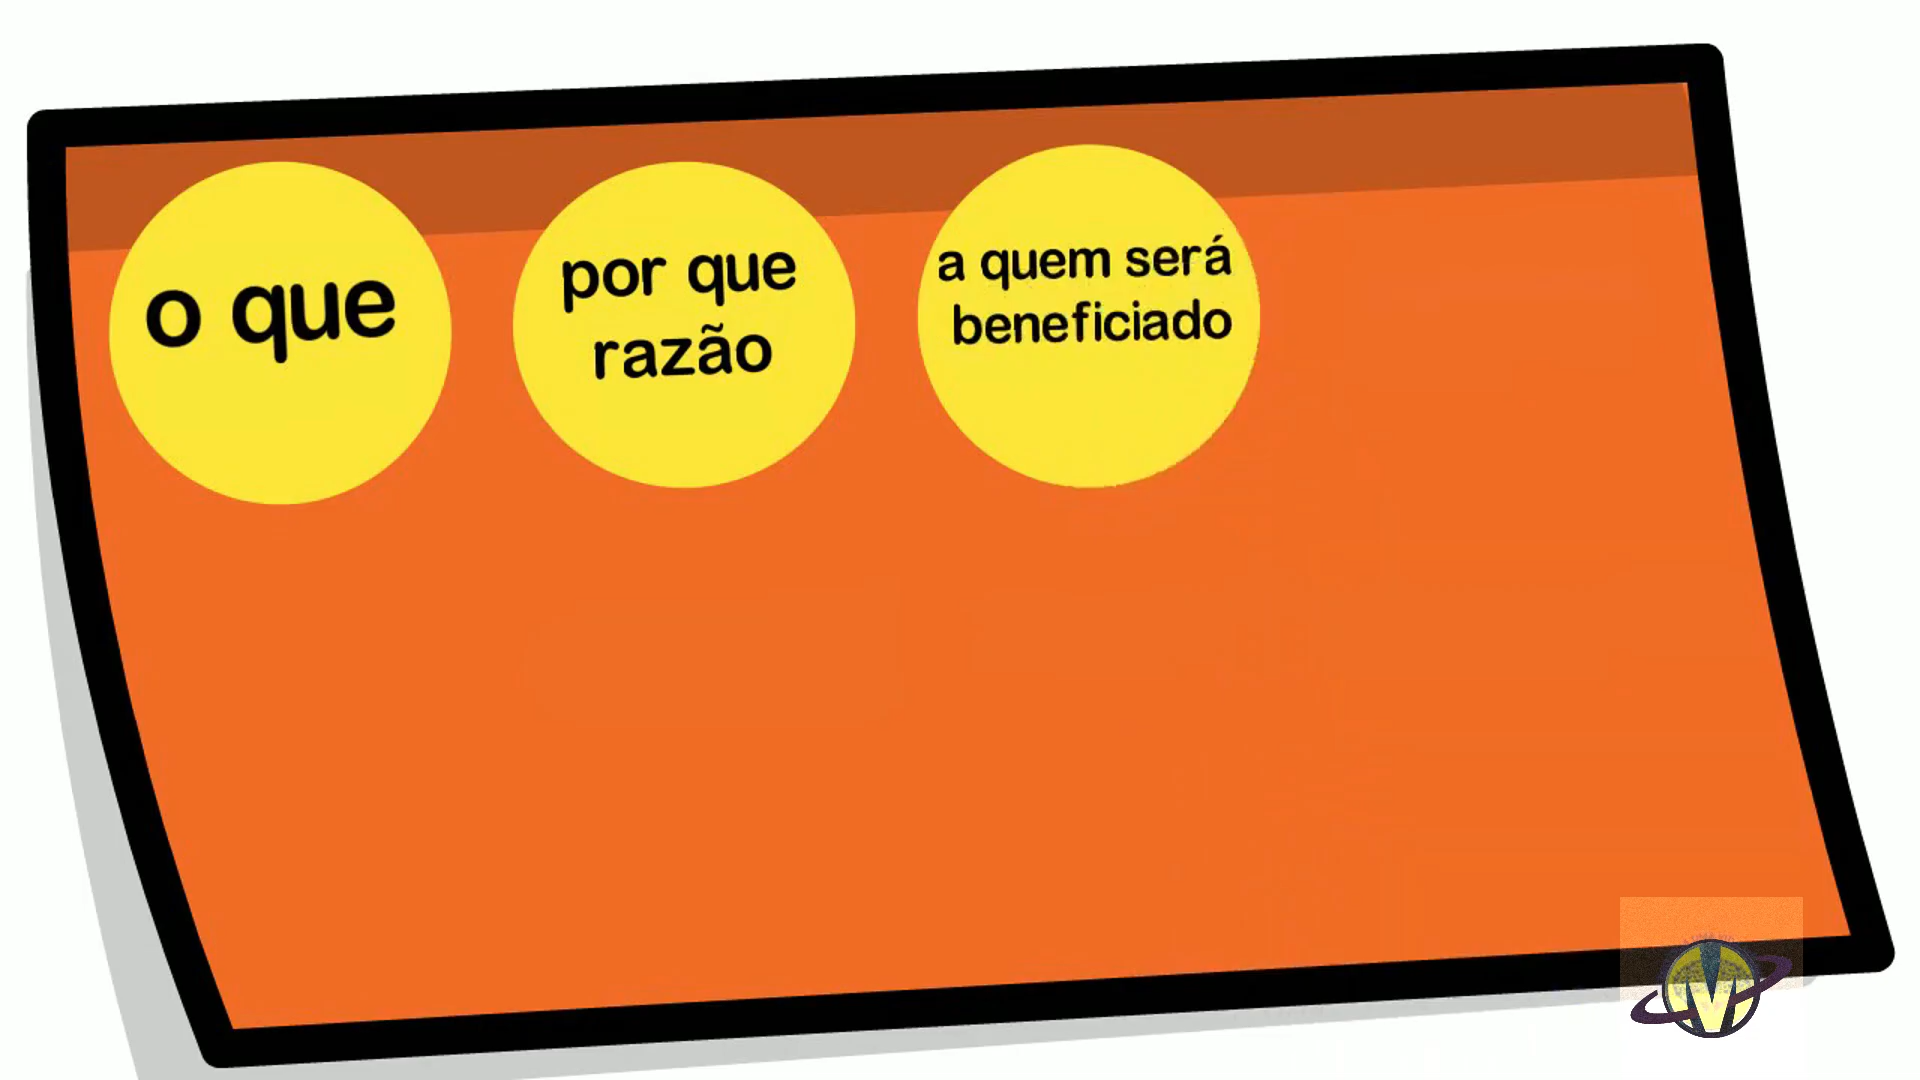 o que
por que
razão
a quem será
beneficiado